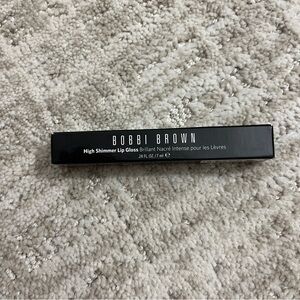 BOBBI BROWN
High Shimmer Lip Gloss Brillant Nacré Intense pour les Lèvres
.24 FL.OZ. / 7 ml ℮